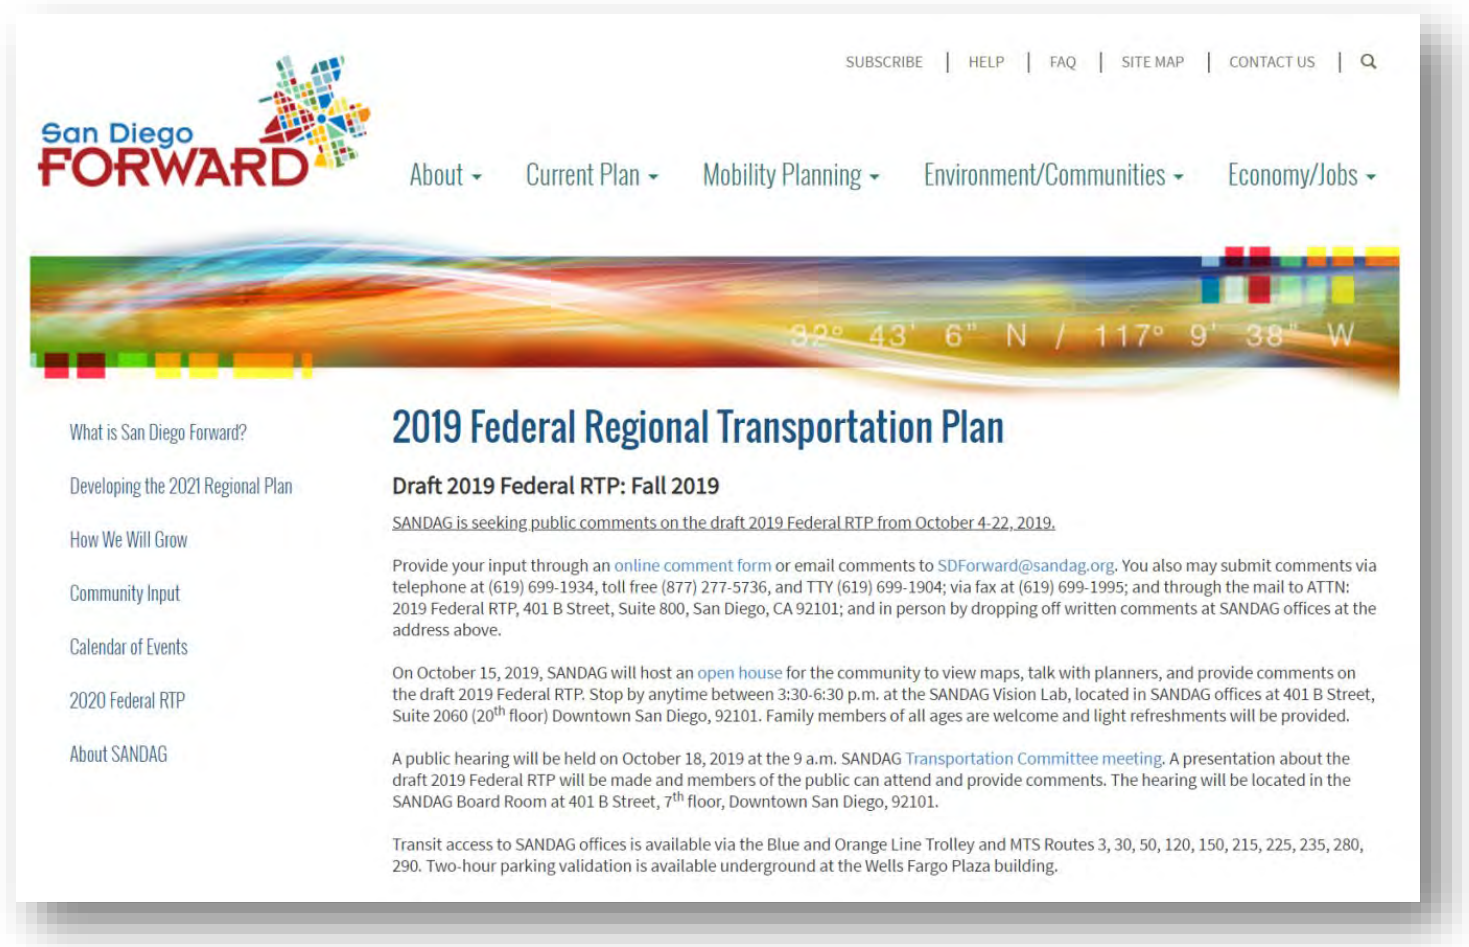 SUBSCRIBE | HELP | FAQ | SITE MAP | CONTACT US |
San Diego
FORWARD
About Current Plan Mobility Planning Environment/Communities Economy/Jobs
32° 43' 6" N / 117° 9' 38" W
What is San Diego Forward?
Developing the 2021 Regional Plan
How We Will Grow
Community Input
Calendar of Events
2020 Federal RTP
About SANDAG
2019 Federal Regional Transportation Plan
Draft 2019 Federal RTP: Fall 2019
SANDAG is seeking public comments on the draft 2019 Federal RTP from October 4-22, 2019.
Provide your input through an online comment form or email comments to SDForward@sandag.org. You also may submit comments via
telephone at (619) 699-1934, toll free (877) 277-5736, and TTY (619) 699-1904; via fax at (619) 699-1995; and through the mail to ATTN:
2019 Federal RTP, 401 B Street, Suite 800, San Diego, CA 92101; and in person by dropping off written comments at SANDAG offices at the
address above.
On October 15, 2019, SANDAG will host an open house for the community to view maps, talk with planners, and provide comments on
the draft 2019 Federal RTP. Stop by anytime between 3:30-6:30 p.m. at the SANDAG Vision Lab, located in SANDAG offices at 401 B Street,
Suite 2060 (20th floor) Downtown San Diego, 92101. Family members of all ages are welcome and light refreshments will be provided.
A public hearing will be held on October 18, 2019 at the 9 a.m. SANDAG Transportation Committee meeting. A presentation about the
draft 2019 Federal RTP will be made and members of the public can attend and provide comments. The hearing will be located in the
SANDAG Board Room at 401 B Street, 7th floor, Downtown San Diego, 92101.
Transit access to SANDAG offices is available via the Blue and Orange Line Trolley and MTS Routes 3, 30, 50, 120, 150, 215, 225, 235, 280,
290. Two-hour parking validation is available underground at the Wells Fargo Plaza building.